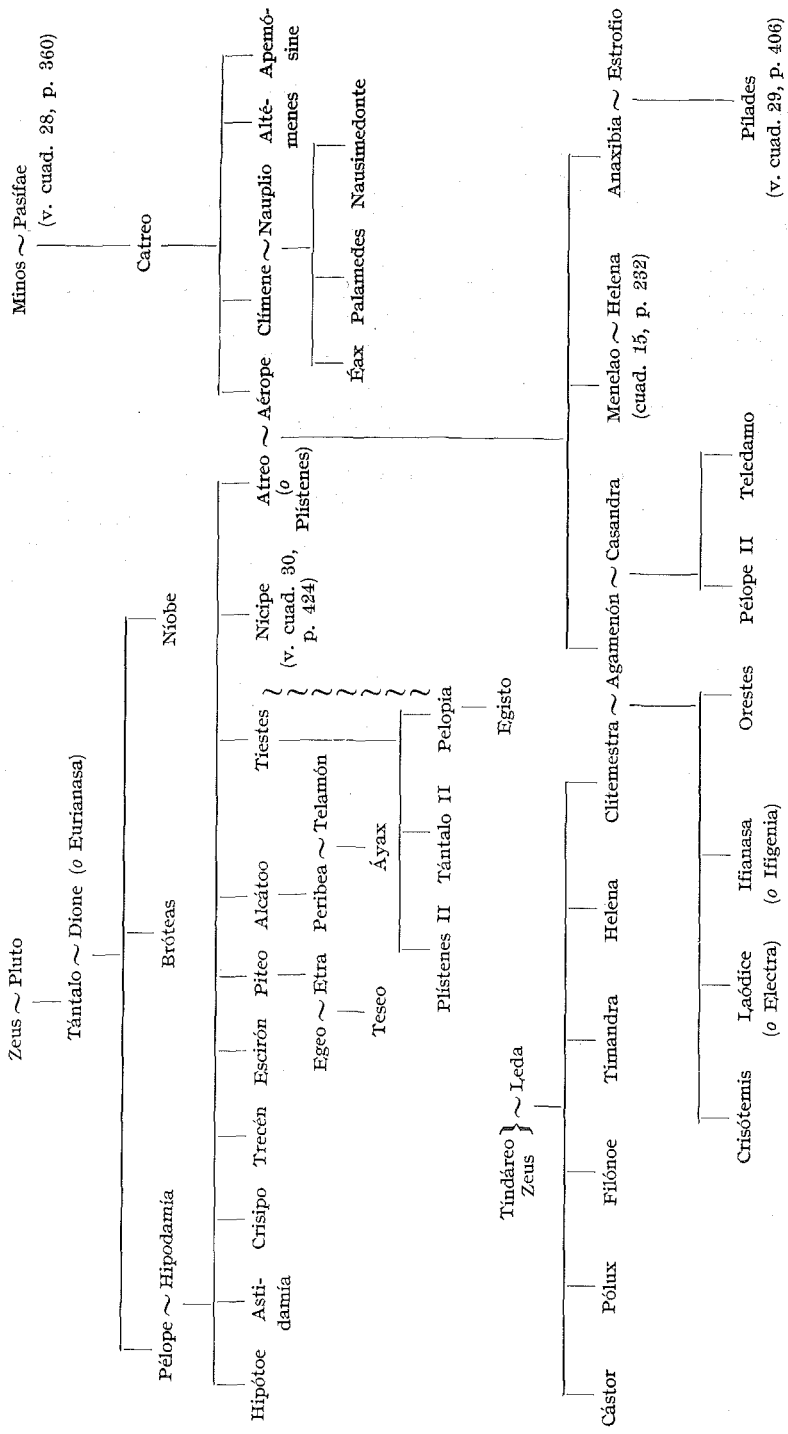 Zeus ~ Pluto
Minos ~ Pasífae
(v. cuad. 28, p. 360)
Tántalo ~ Dione (o Eurianasa)
Catreo
Bróteas Níobe
Pélope ~ Hipodamía
Hipótoe Asti- Crisipo Trecén Escirón Piteo Alcátoo Tiestes Nicipe Atreo ~ Aérope Clímene ~ Nauplio Alté- Apemó-
damía (v. cuad. 30, (o menes sine
p. 424) Plístenes)
Egeo ~ Etra Peribea ~ Telamón Éax Palamedes Nausimedonte
Teseo Áyax
Plístenes II Tántalo II Pelopia
Egisto
Tindáreo } ~ Leda
Zeus
Cástor Pólux Filónoe Timandra Helena Clitemestra ~ Agamenón ~ Casandra Menelao ~ Helena Anaxibia ~ Estrofio
(cuad. 15, p. 232)
Crisótemis Laódice Ifianasa Orestes Pélope II Teledamo Pílades
(o Electra) (o Ifigenia) (v. cuad. 29, p. 406)